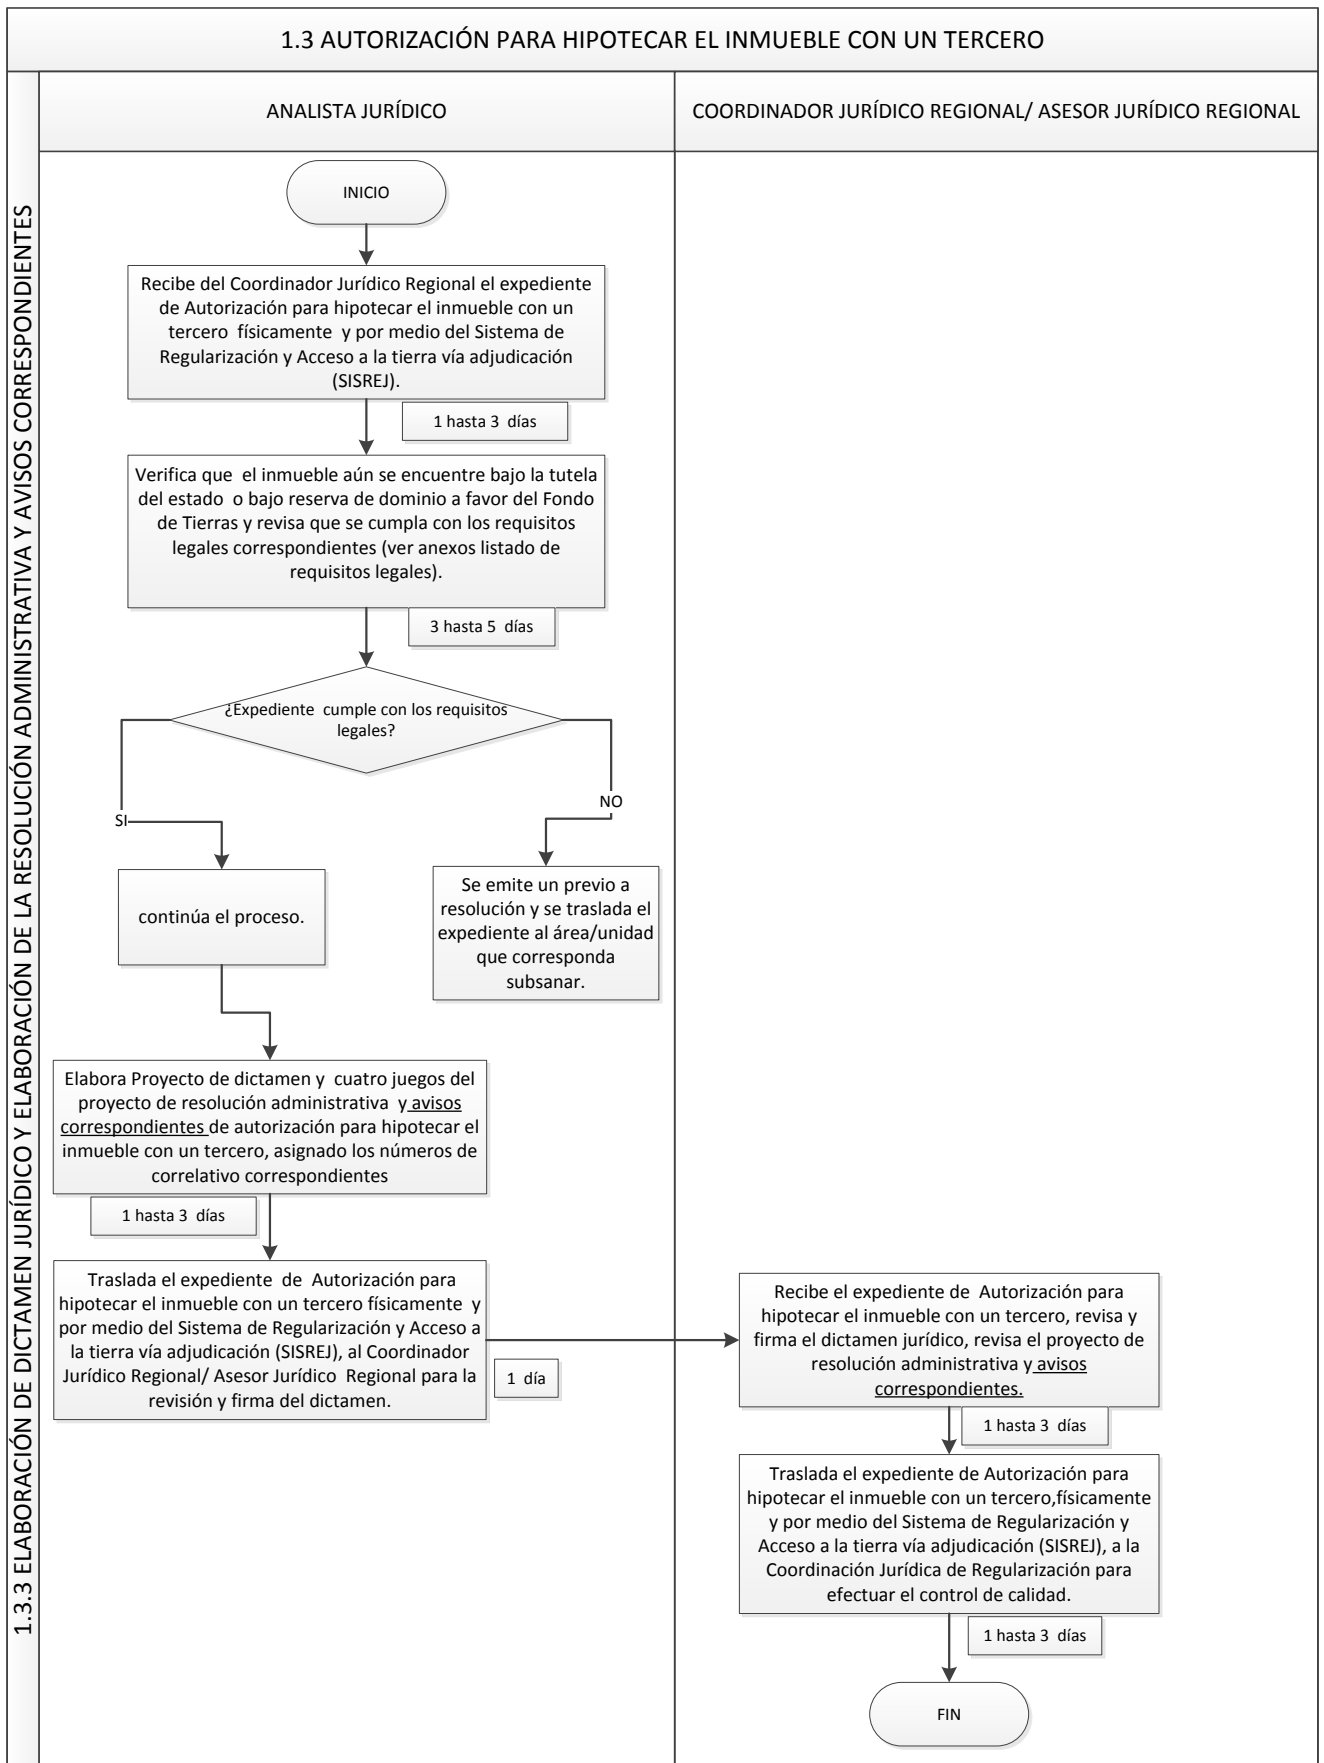 1.3 AUTORIZACIÓN PARA HIPOTECAR EL INMUEBLE CON UN TERCERO
1.3.3 ELABORACIÓN DE DICTAMEN JURÍDICO Y ELABORACIÓN DE LA RESOLUCIÓN ADMINISTRATIVA Y AVISOS CORRESPONDIENTES
ANALISTA JURÍDICO
COORDINADOR JURÍDICO REGIONAL/ ASESOR JURÍDICO REGIONAL
INICIO
Recibe del Coordinador Jurídico Regional el expediente
de Autorización para hipotecar el inmueble con un
tercero físicamente y por medio del Sistema de
Regularización y Acceso a la tierra vía adjudicación
(SISREJ).
1 hasta 3 días
Verifica que el inmueble aún se encuentre bajo la tutela
del estado o bajo reserva de dominio a favor del Fondo
de Tierras y revisa que se cumpla con los requisitos
legales correspondientes (ver anexos listado de
requisitos legales).
3 hasta 5 días
¿Expediente cumple con los requisitos
legales?
SI
NO
continúa el proceso.
Se emite un previo a
resolución y se traslada el
expediente al área/unidad
que corresponda
subsanar.
Elabora Proyecto de dictamen y cuatro juegos del
proyecto de resolución administrativa y avisos
correspondientes de autorización para hipotecar el
inmueble con un tercero, asignado los números de
correlativo correspondientes
1 hasta 3 días
Traslada el expediente de Autorización para
hipotecar el inmueble con un tercero físicamente y
por medio del Sistema de Regularización y Acceso a
la tierra vía adjudicación (SISREJ), al Coordinador
Jurídico Regional/ Asesor Jurídico Regional para la
revisión y firma del dictamen.
1 día
Recibe el expediente de Autorización para
hipotecar el inmueble con un tercero, revisa y
firma el dictamen jurídico, revisa el proyecto de
resolución administrativa y avisos
correspondientes.
1 hasta 3 días
Traslada el expediente de Autorización para
hipotecar el inmueble con un tercero,físicamente
y por medio del Sistema de Regularización y
Acceso a la tierra vía adjudicación (SISREJ), a la
Coordinación Jurídica de Regularización para
efectuar el control de calidad.
1 hasta 3 días
FIN